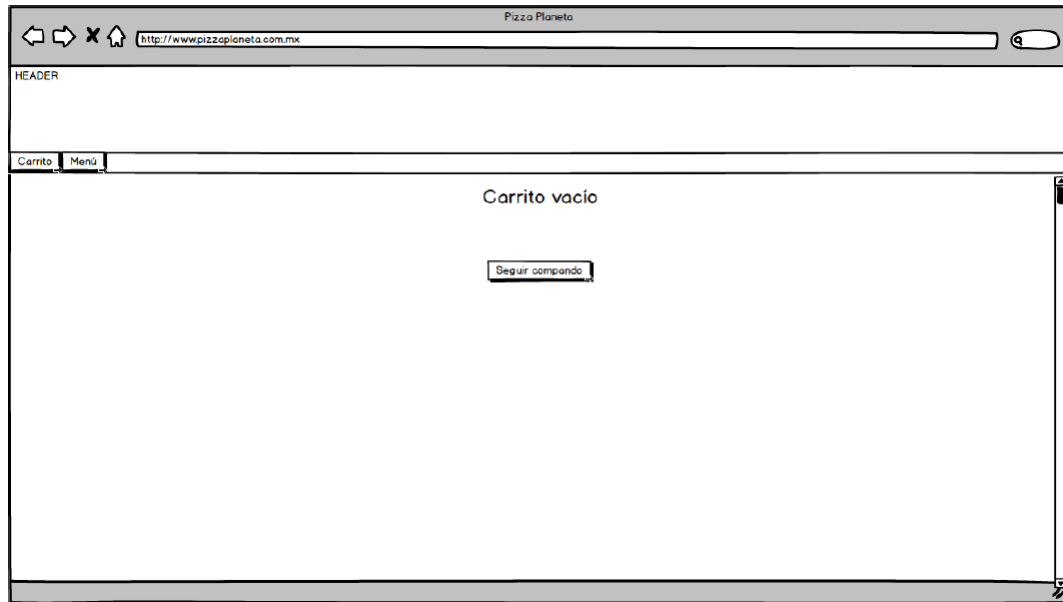 Pizza Planeta
http://www.pizzaplaneta.com.mx
HEADER
Carrito Menú
Carrito vacío
Seguir compando